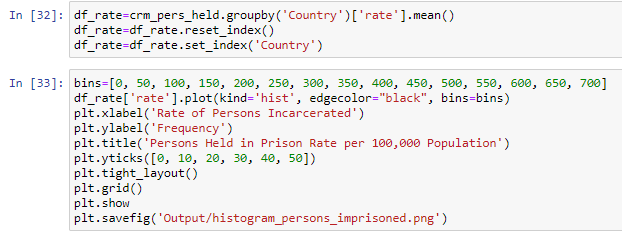 In [32]: df_rate=crm_pers_held.groupby('Country')['rate'].mean()
df_rate=df_rate.reset_index()
df_rate=df_rate.set_index('Country')
In [33]: bins=[0, 50, 100, 150, 200, 250, 300, 350, 400, 450, 500, 550, 600, 650, 700]
df_rate['rate'].plot(kind='hist', edgecolor="black", bins=bins)
plt.xlabel('Rate of Persons Incarcerated')
plt.ylabel('Frequency')
plt.title('Persons Held in Prison Rate per 100,000 Population')
plt.yticks([0, 10, 20, 30, 40, 50])
plt.tight_layout()
plt.grid()
plt.show
plt.savefig('Output/histogram_persons_imprisoned.png')